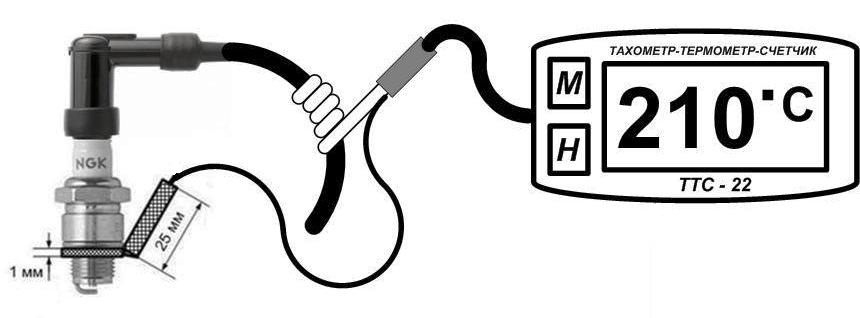 ТАХОМЕТР-ТЕРМОМЕТР-СЧЕТЧИК
М
210°С
Н
ТТС - 22
NGK
25 мм
1 мм